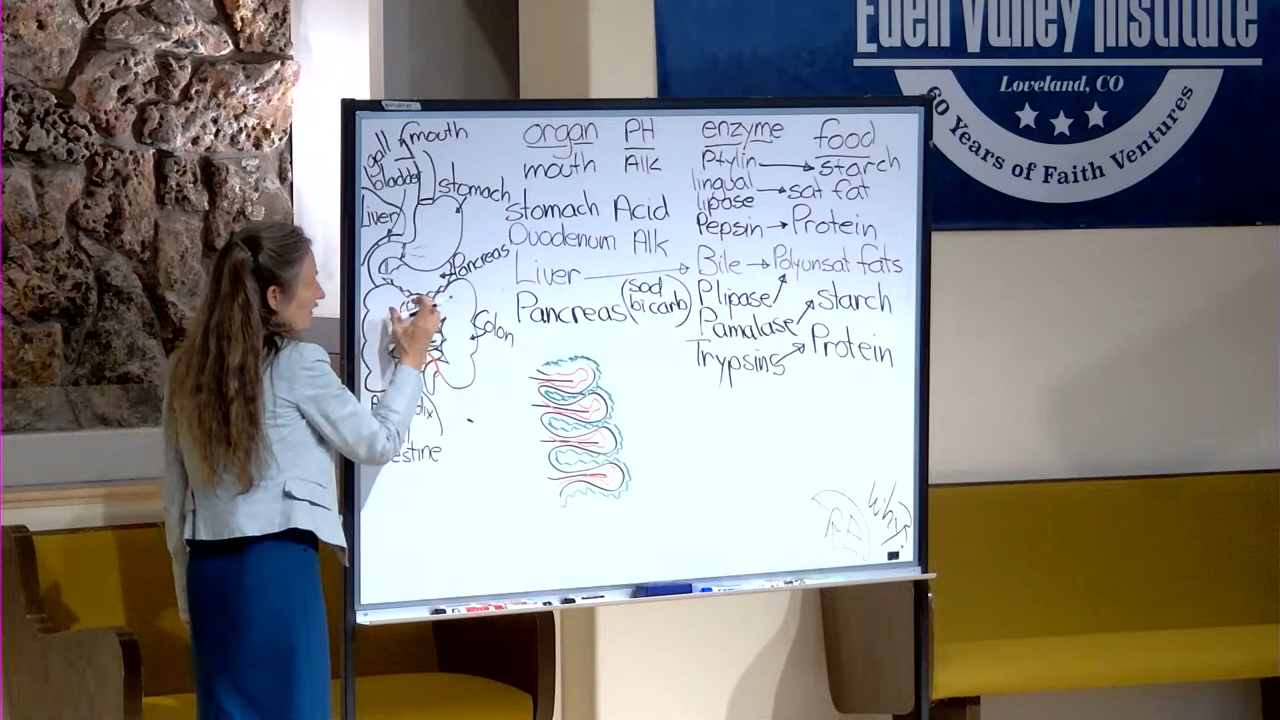 Eden Valley Institute
Loveland, CO
60 Years of Faith Ventures
gall bladder
mouth
stomach
Liver
Pancreas
Colon
organ PH enzyme food
mouth Alk Ptylin starch
lingual lipase sat fat
stomach Acid Pepsin Protein
Duodenum Alk
Liver Bile Polyunsat fats
Pancreas (sod bicarb) Plipase
Pamalase starch
Trypsins Protein
Why?